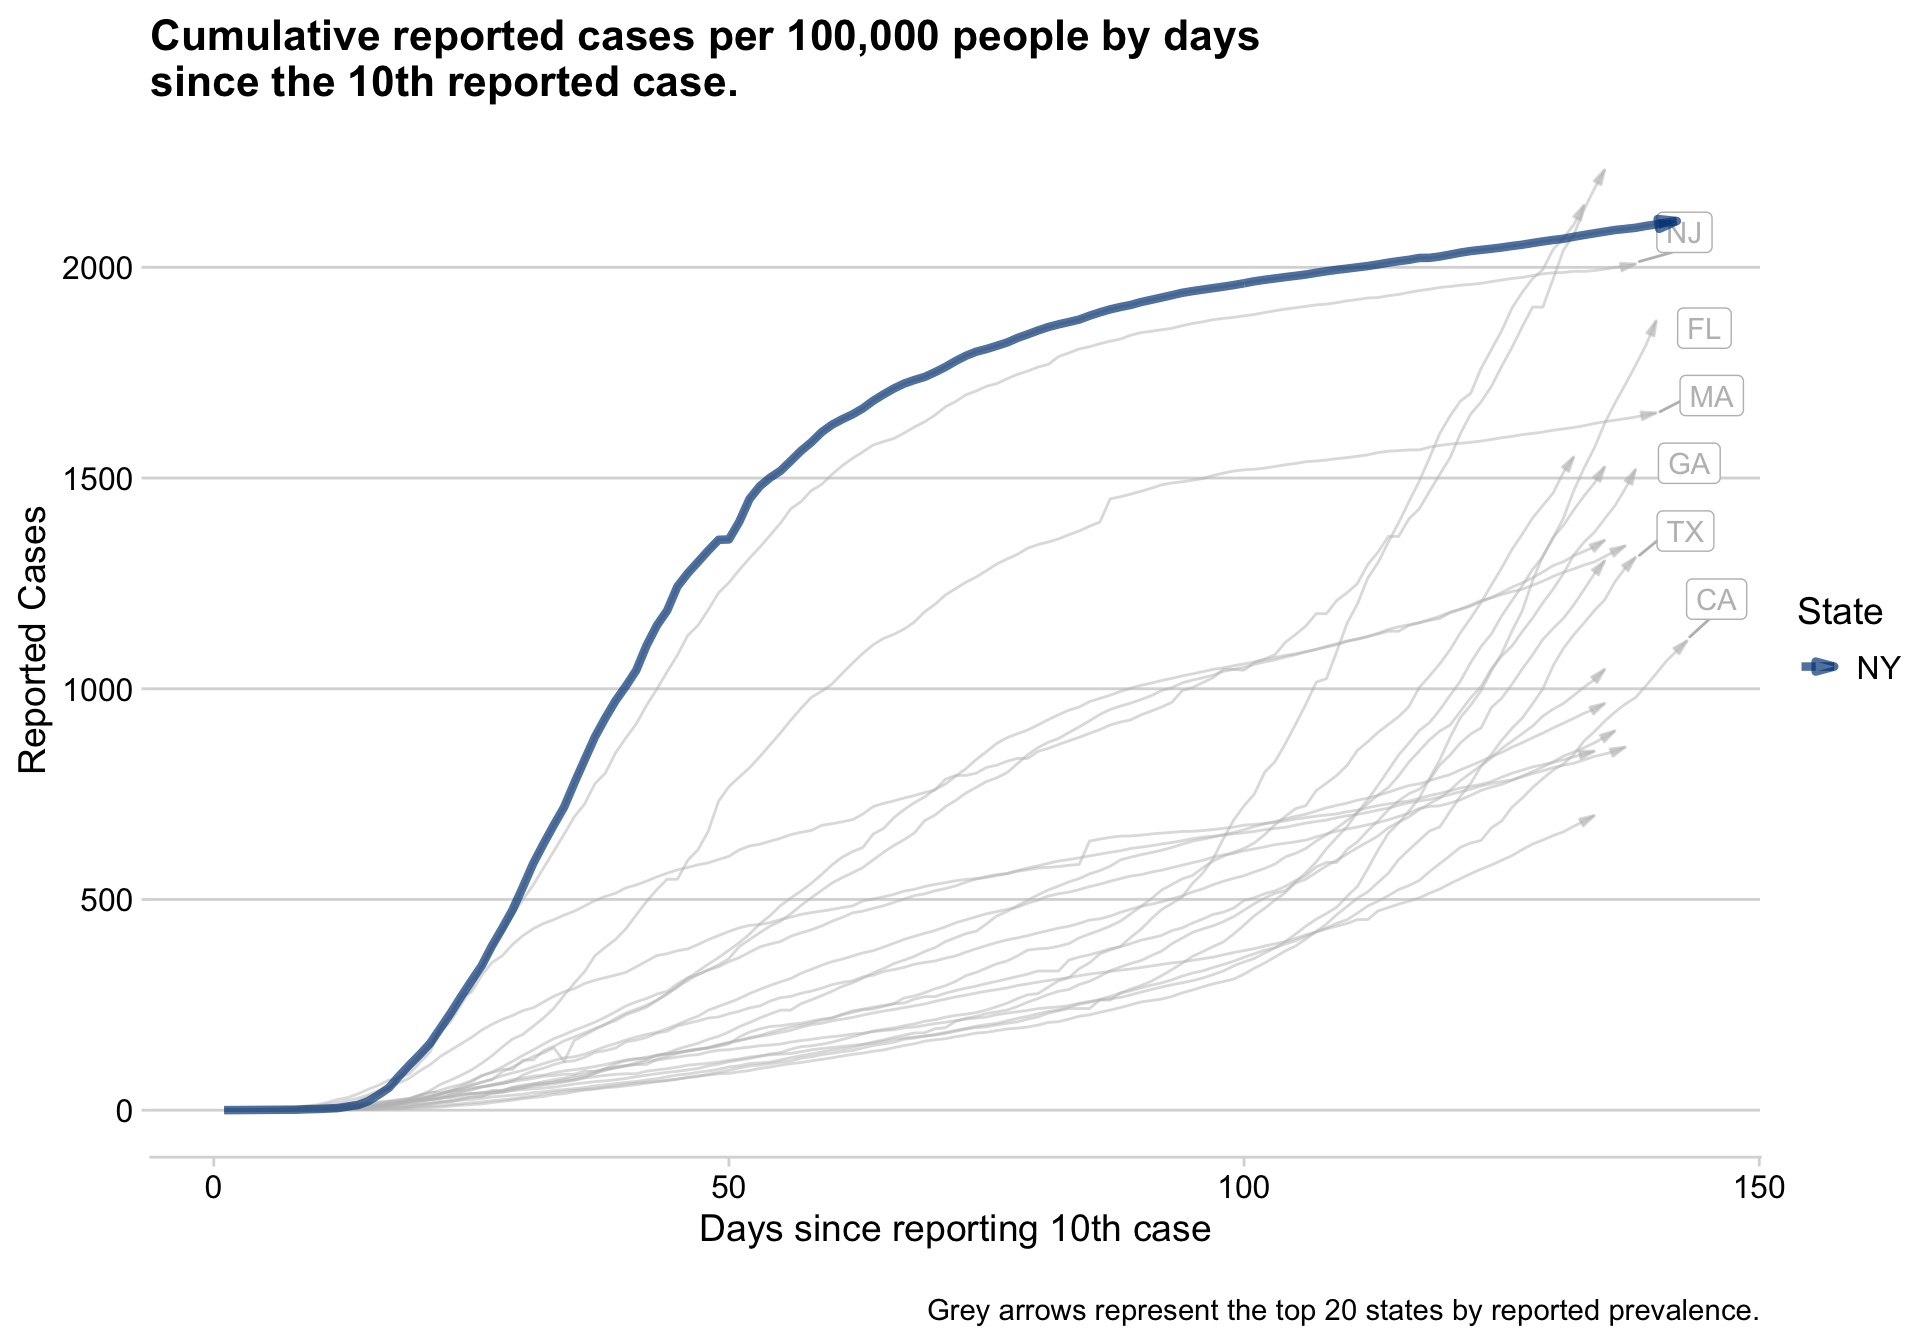 Cumulative reported cases per 100,000 people by days
since the 10th reported case.
2000
1500
1000
500
0
Reported Cases
NJ
FL
MA
GA
TX
CA
State
NY
0 50 100 150
Days since reporting 10th case
Grey arrows represent the top 20 states by reported prevalence.